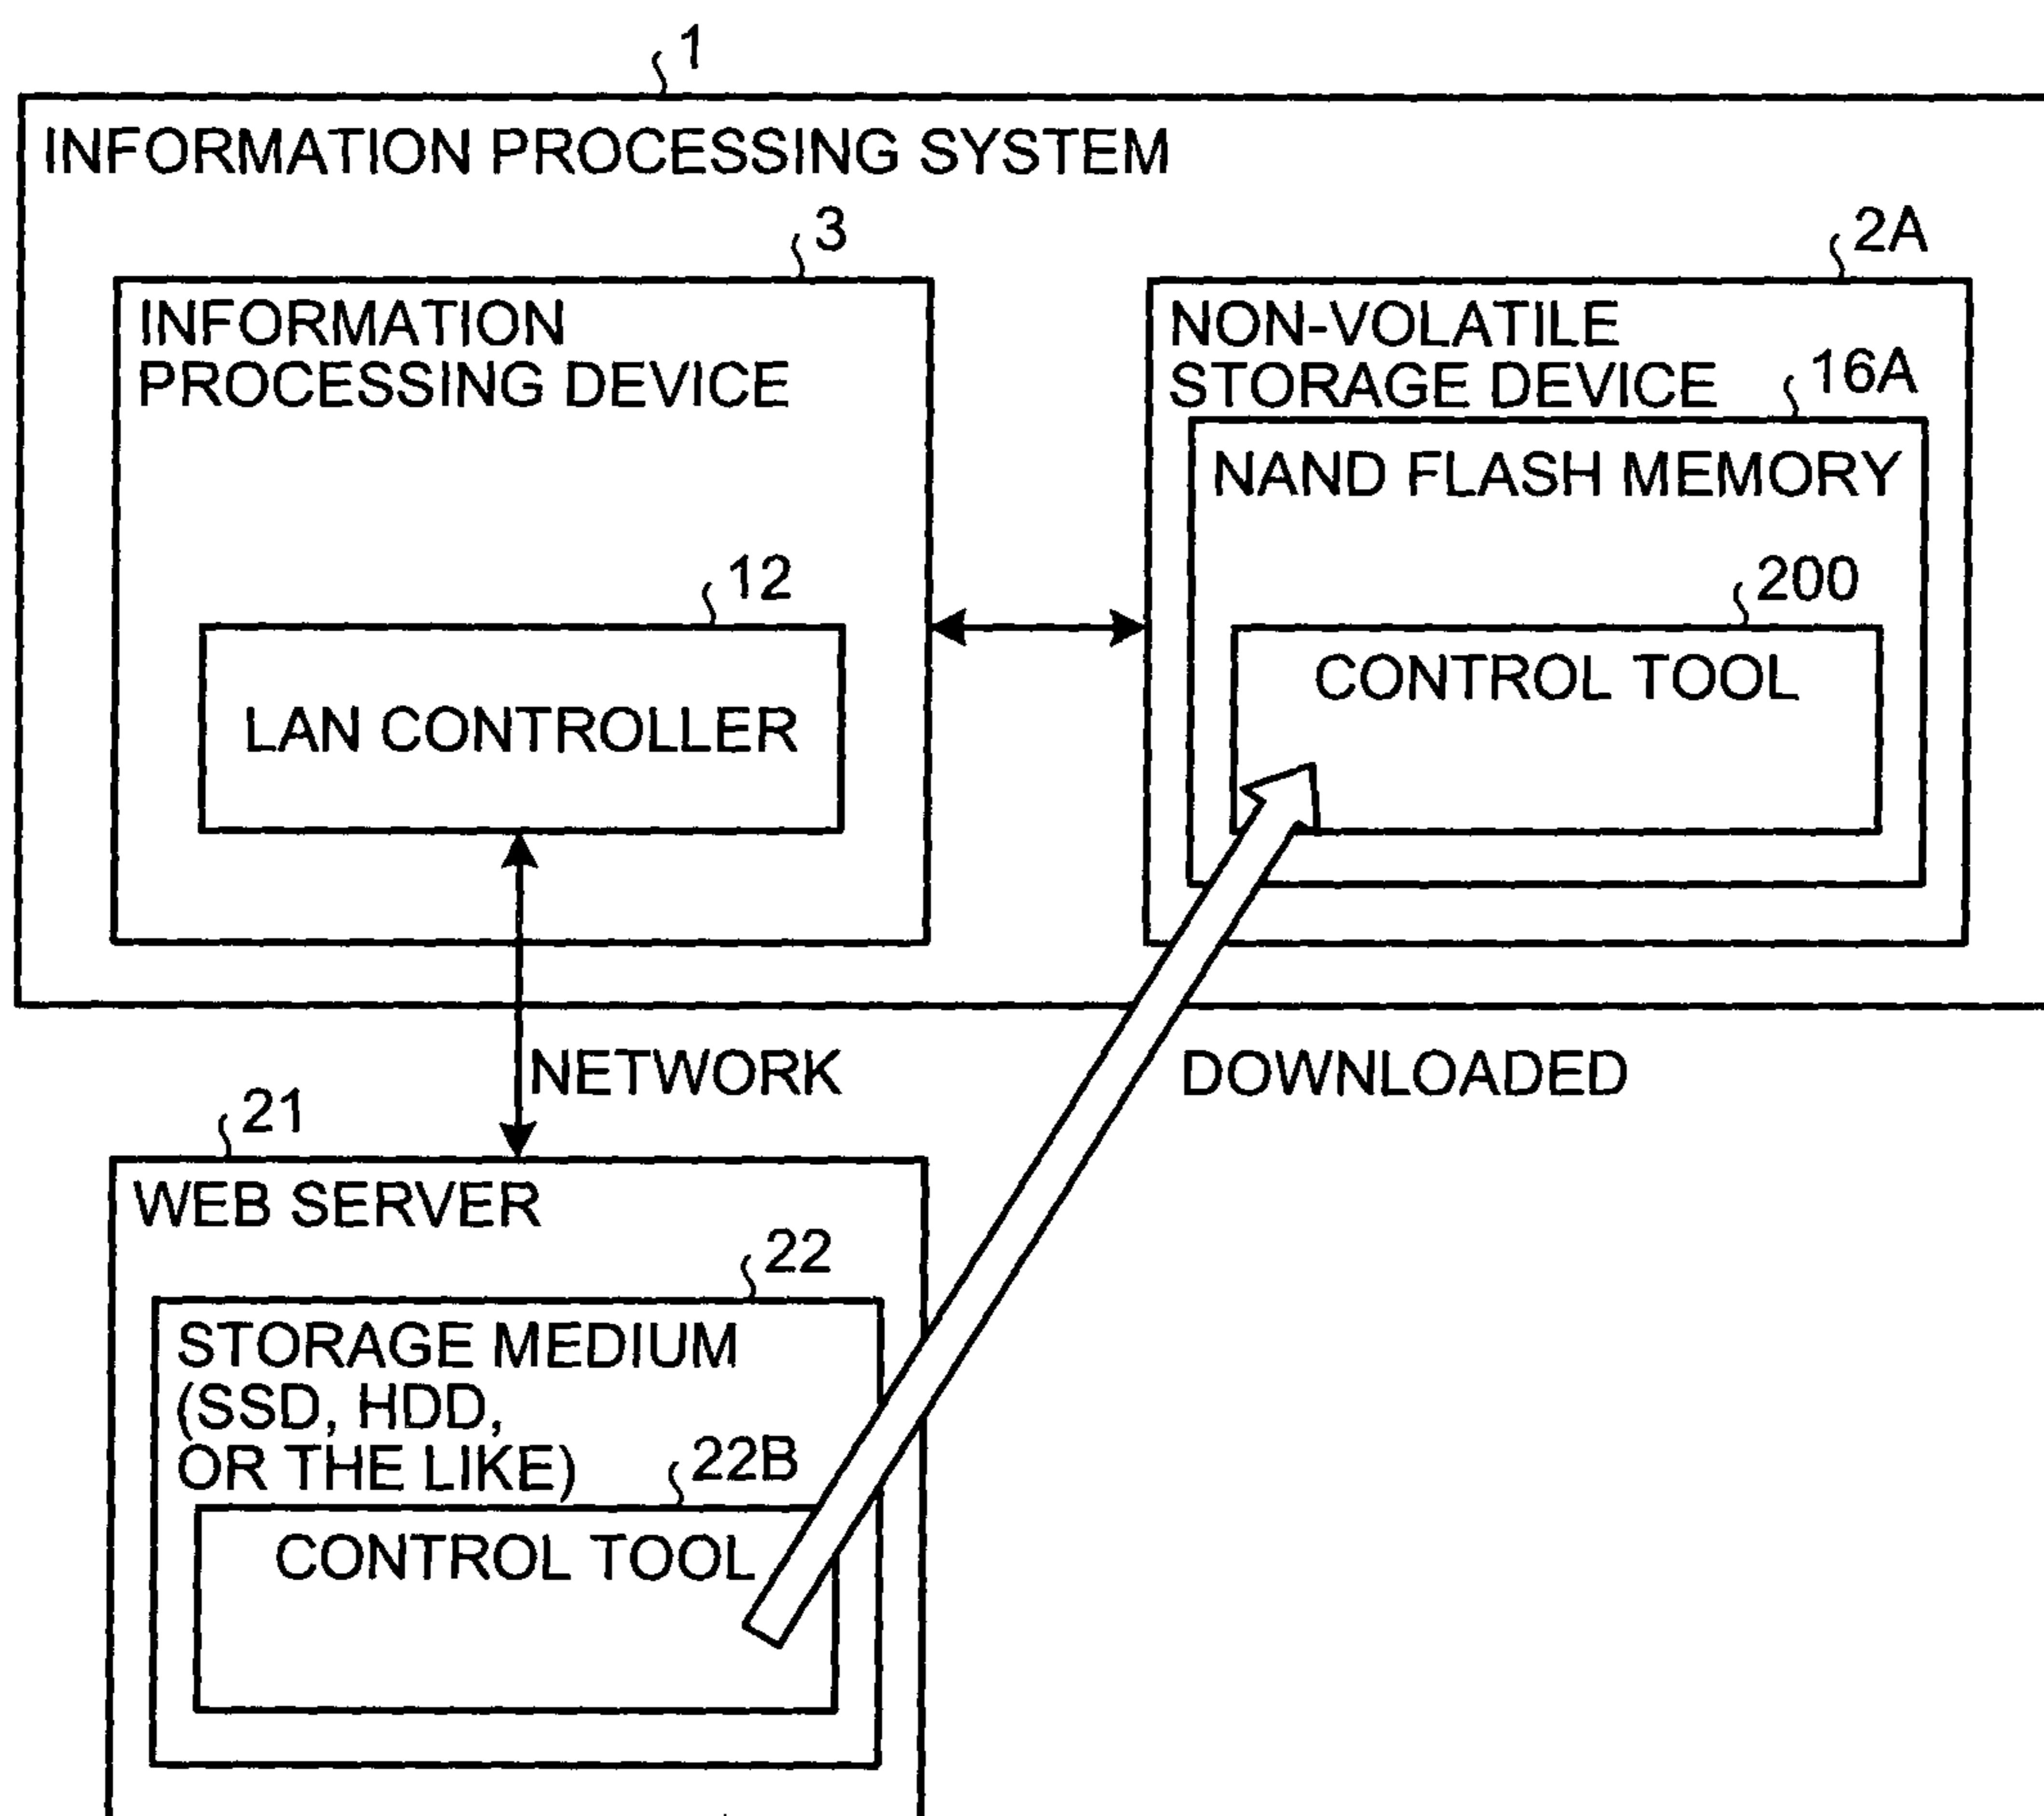 1
INFORMATION PROCESSING SYSTEM
3
INFORMATION
PROCESSING DEVICE
12
LAN CONTROLLER
2A
NON-VOLATILE
STORAGE DEVICE
16A
NAND FLASH MEMORY
200
CONTROL TOOL
NETWORK
DOWNLOADED
21
WEB SERVER
22
STORAGE MEDIUM
(SSD, HDD,
OR THE LIKE)
22B
CONTROL TOOL